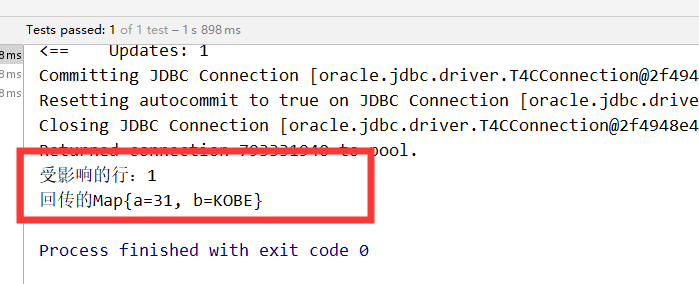 Tests passed: 1 of 1 test – 1 s 898 ms
8 ms
8 ms
8 ms
<==    Updates: 1
Committing JDBC Connection [oracle.jdbc.driver.T4CConnection@2f494
Resetting autocommit to true on JDBC Connection [oracle.jdbc.drive
Closing JDBC Connection [oracle.jdbc.driver.T4CConnection@2f4948e4
Returned connection 793331940 to pool.
受影响的行：1
回传的Map{a=31, b=KOBE}
Process finished with exit code 0